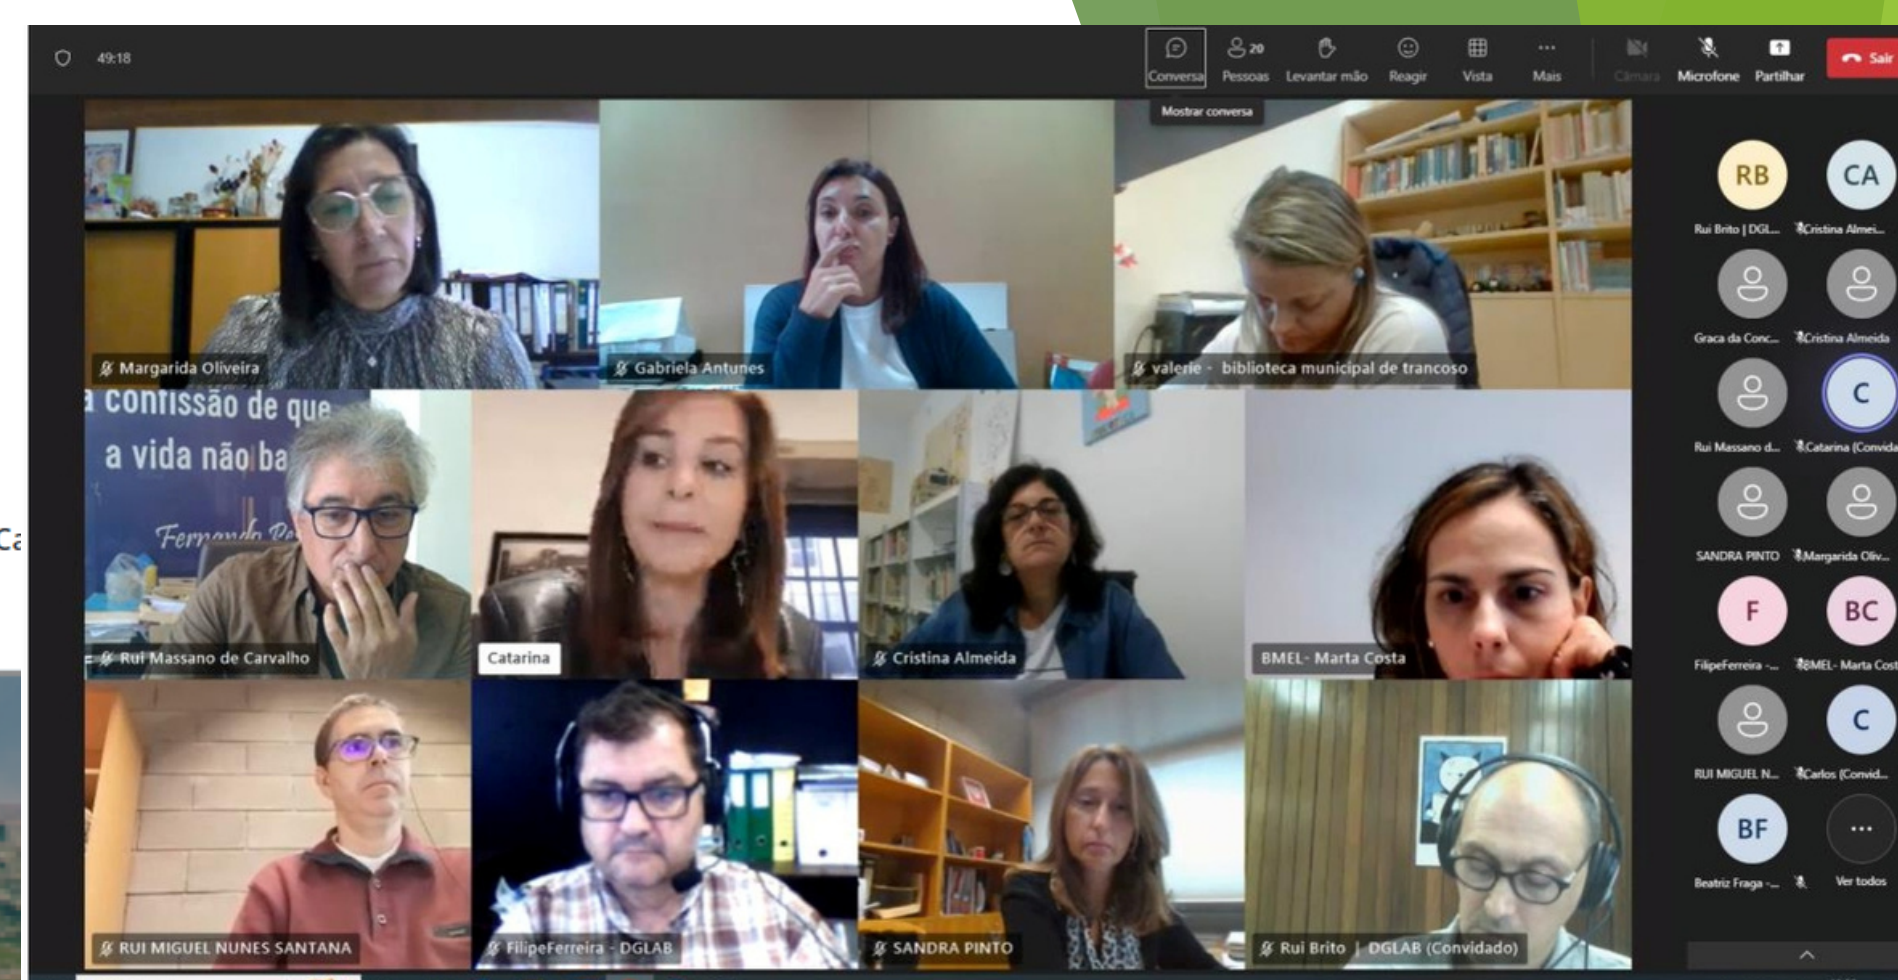 49:18
Conversa
20
Pessoas
Levantar mão
Reagir
Vista
Mais
Câmara
Microfone
Partilhar
Sair
Mostrar conversa
Margarida Oliveira
Gabriela Antunes
valerie - biblioteca municipal de trancoso
a confissão de que
a vida não ba
Fernando Pes
Rui Massano de Carvalho
Catarina
Cristina Almeida
BMEL- Marta Costa
RUI MIGUEL NUNES SANTANA
FilipeFerreira - DGLAB
SANDRA PINTO
Rui Brito | DGLAB (Convidado)
RB
CA
Rui Brito | DGL...
Cristina Almei...
Graca da Conc...
Cristina Almeida
C
Rui Massano d...
Catarina (Convida
SANDRA PINTO
Margarida Oliv...
F
BC
FilipeFerreira -...
BMEL- Marta Cost
C
RUI MIGUEL N...
Carlos (Convid...
BF
...
Beatriz Fraga -...
Ver todos
Ca